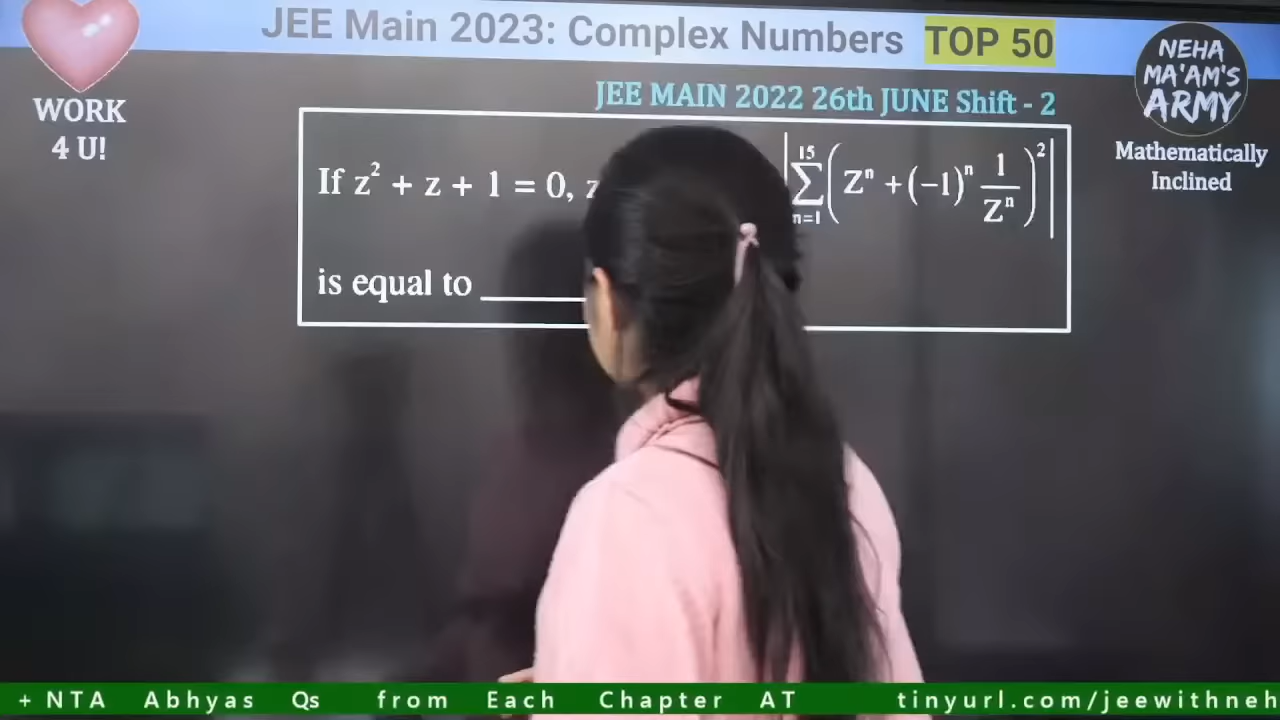 JEE Main 2023: Complex Numbers TOP 50
WORK
4 U!
NEHA
MA'AM'S
ARMY
Mathematically
Inclined
JEE MAIN 2022 26th JUNE Shift - 2
If z² + z + 1 = 0, z |∑_{n=1}^{15} (Zⁿ + (−1)ⁿ 1/Zⁿ)²|
is equal to ______
+ NTA Abhyas Qs from Each Chapter AT tinyurl.com/jeewithneh